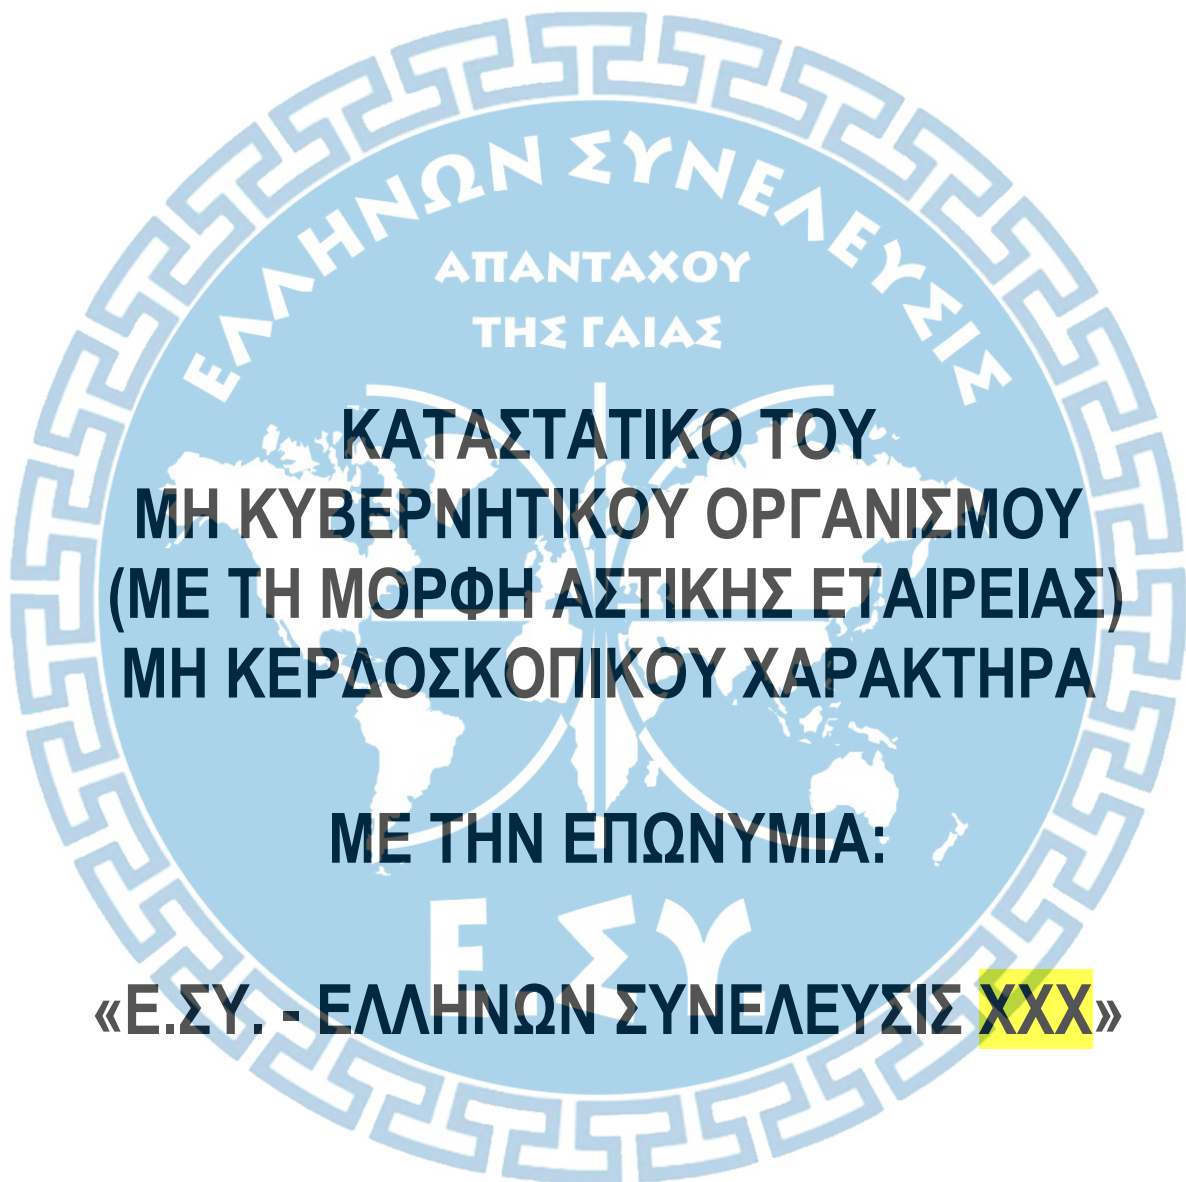 ΕΛΛΗΝΩΝ ΣΥΝΕΛΕΥΣΙΣ
ΑΠΑΝΤΑΧΟΥ
ΤΗΣ ΓΑΙΑΣ
ΚΑΤΑΣΤΑΤΙΚΟ ΤΟΥ
ΜΗ ΚΥΒΕΡΝΗΤΙΚΟΥ ΟΡΓΑΝΙΣΜΟΥ
(ΜΕ ΤΗ ΜΟΡΦΗ ΑΣΤΙΚΗΣ ΕΤΑΙΡΕΙΑΣ)
ΜΗ ΚΕΡΔΟΣΚΟΠΙΚΟΥ ΧΑΡΑΚΤΗΡΑ
ΜΕ ΤΗΝ ΕΠΩΝΥΜΙΑ:
Ε ΣΥ
«Ε.ΣΥ. - ΕΛΛΗΝΩΝ ΣΥΝΕΛΕΥΣΙΣ ΧΧΧ»